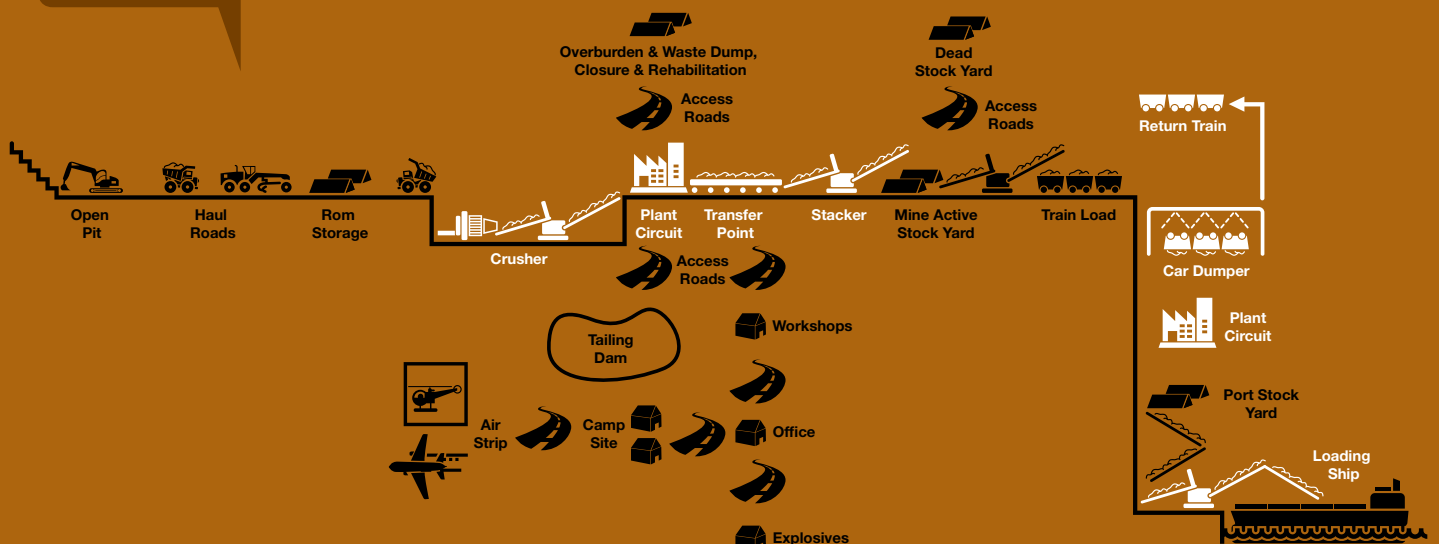 Overburden & Waste Dump,
Closure & Rehabilitation
Dead
Stock Yard
Access
Roads
Access
Roads
Return Train
Open
Pit
Haul
Roads
Rom
Storage
Crusher
Plant
Circuit
Transfer
Point
Stacker
Mine Active
Stock Yard
Train Load
Car Dumper
Access
Roads
Plant
Circuit
Workshops
Tailing
Dam
Port Stock
Yard
Air
Strip
Camp
Site
Office
Loading
Ship
Explosives